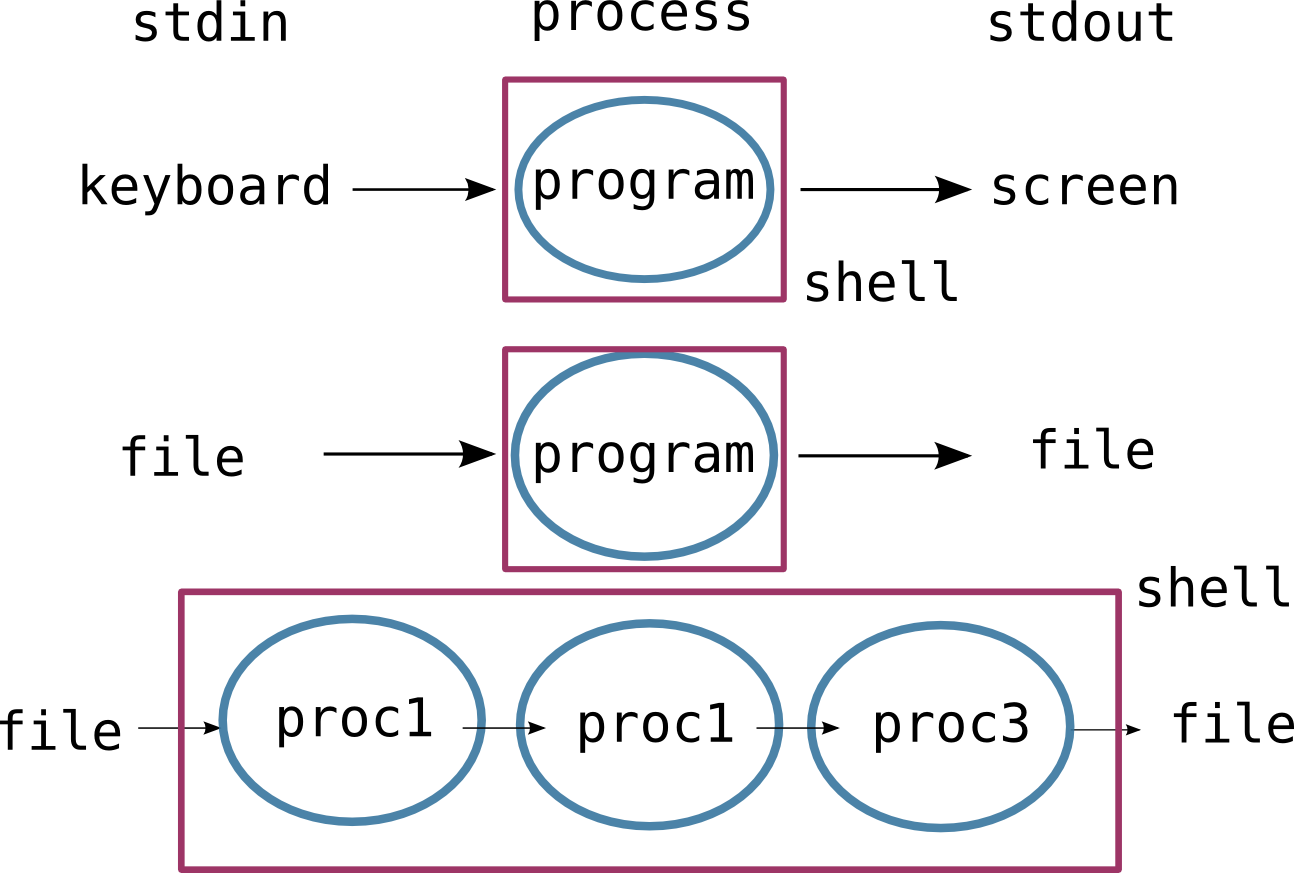 stdin process stdout
keyboard program screen
shell
file program file
shell
file proc1 proc1 proc3 file